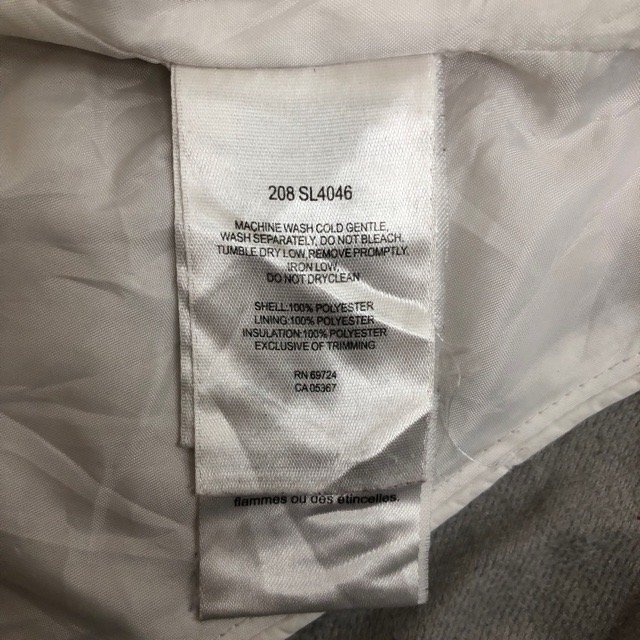 208 SL4046
MACHINE WASH COLD GENTLE,
WASH SEPARATELY, DO NOT BLEACH.
TUMBLE DRY LOW, REMOVE PROMPTLY.
IRON LOW,
DO NOT DRYCLEAN
SHELL:100% POLYESTER
LINING:100% POLYESTER
INSULATION:100% POLYESTER
EXCLUSIVE OF TRIMMING
RN 69724
CA 05367
flammes ou des étincelles.